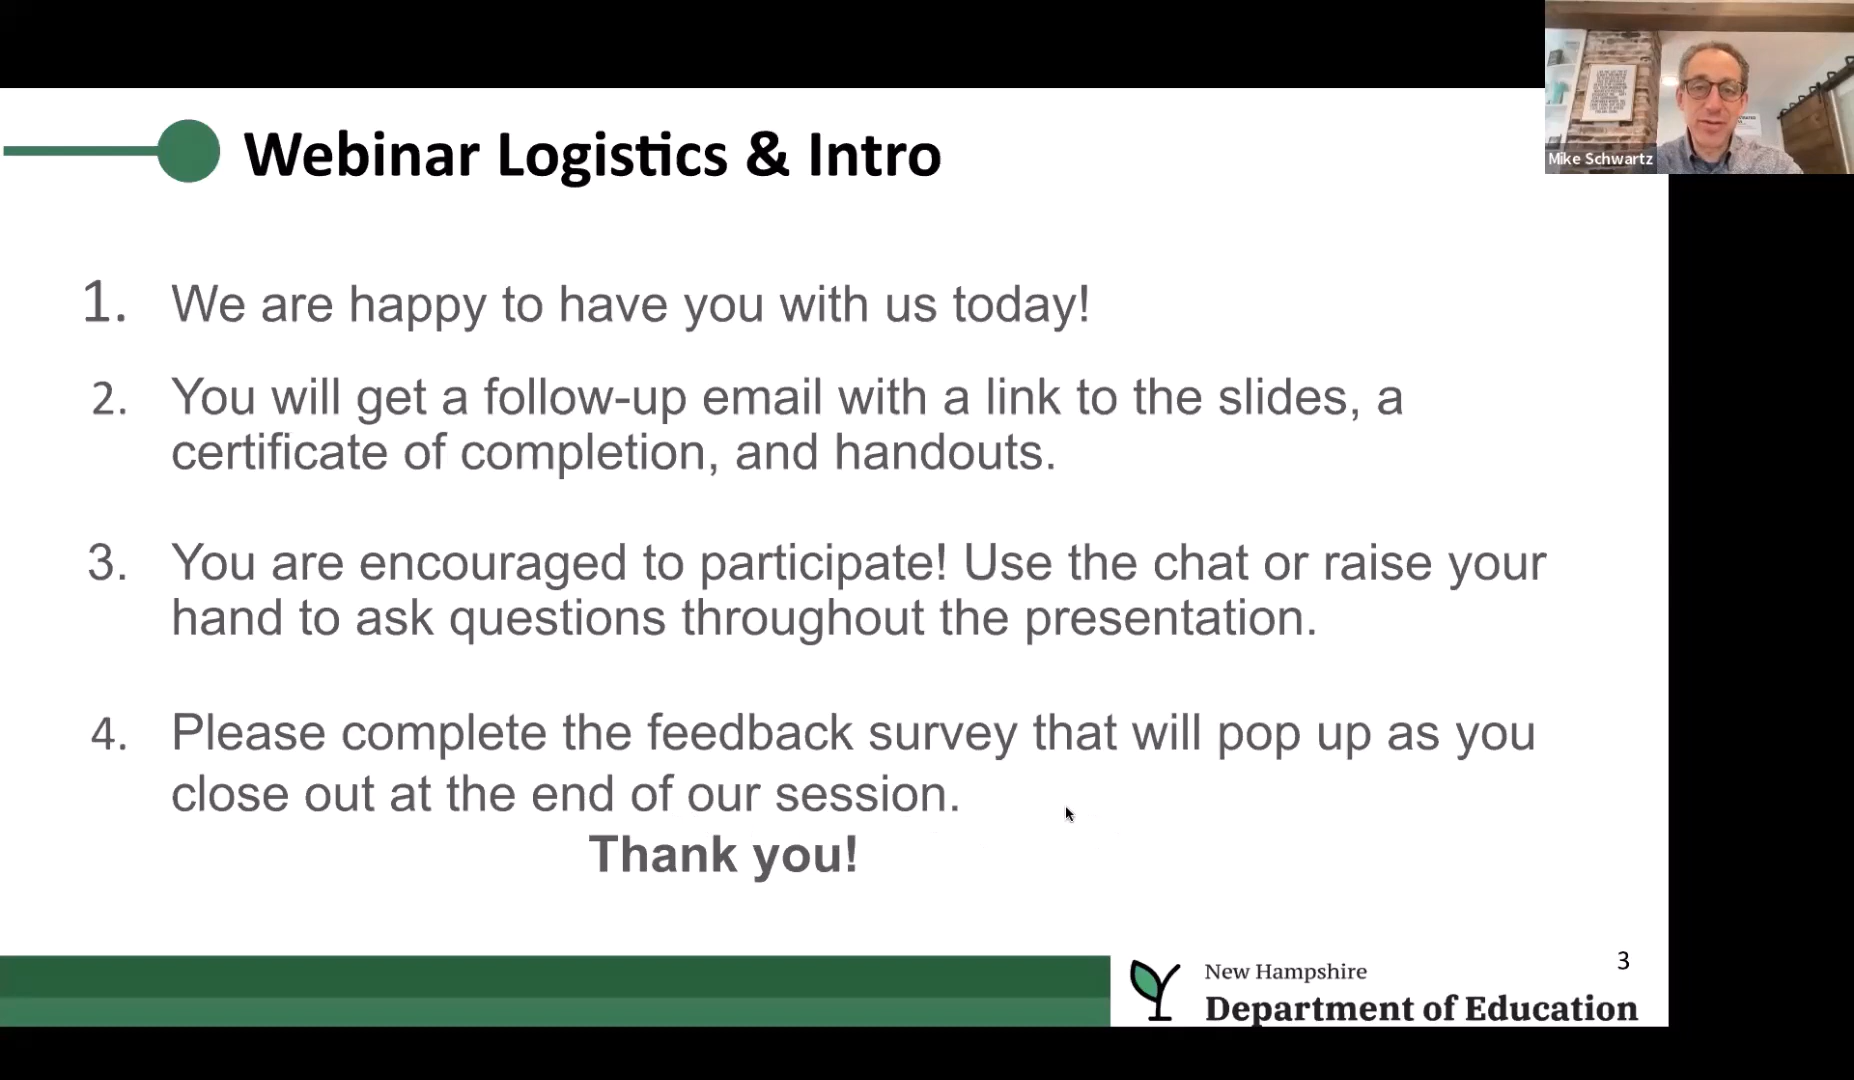 Webinar Logistics & Intro
Mike Schwartz
1. We are happy to have you with us today!
2. You will get a follow-up email with a link to the slides, a
certificate of completion, and handouts.
3. You are encouraged to participate! Use the chat or raise your
hand to ask questions throughout the presentation.
4. Please complete the feedback survey that will pop up as you
close out at the end of our session.
Thank you!
3
New Hampshire
Department of Education